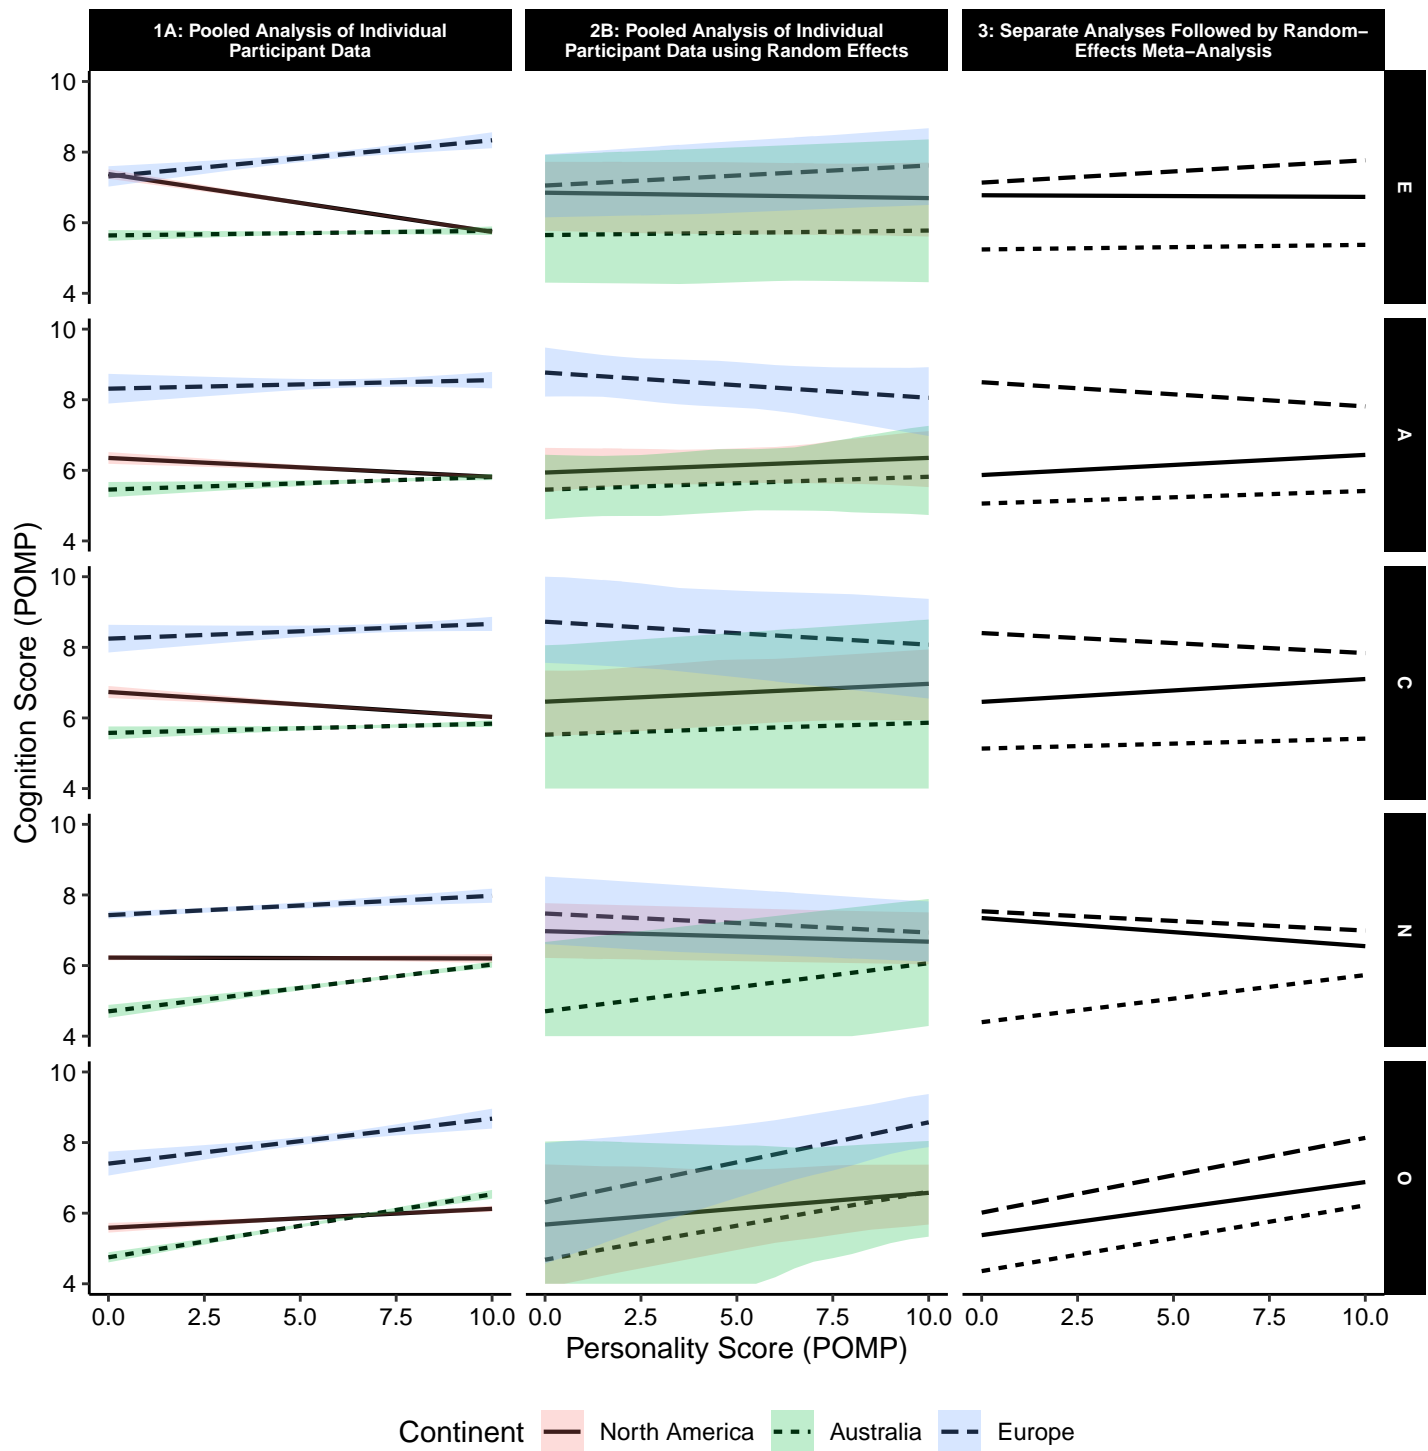 1A: Pooled Analysis of Individual
Participant Data
2B: Pooled Analysis of Individual
Participant Data using Random Effects
3: Separate Analyses Followed by Random−
Effects Meta−Analysis
10
8
6
4
E
10
8
6
4
A
10
8
6
4
C
10
8
6
4
N
10
8
6
4
O
Cognition Score (POMP)
0.0 2.5 5.0 7.5 10.0
0.0 2.5 5.0 7.5 10.0
0.0 2.5 5.0 7.5 10.0
Personality Score (POMP)
Continent North America Australia Europe